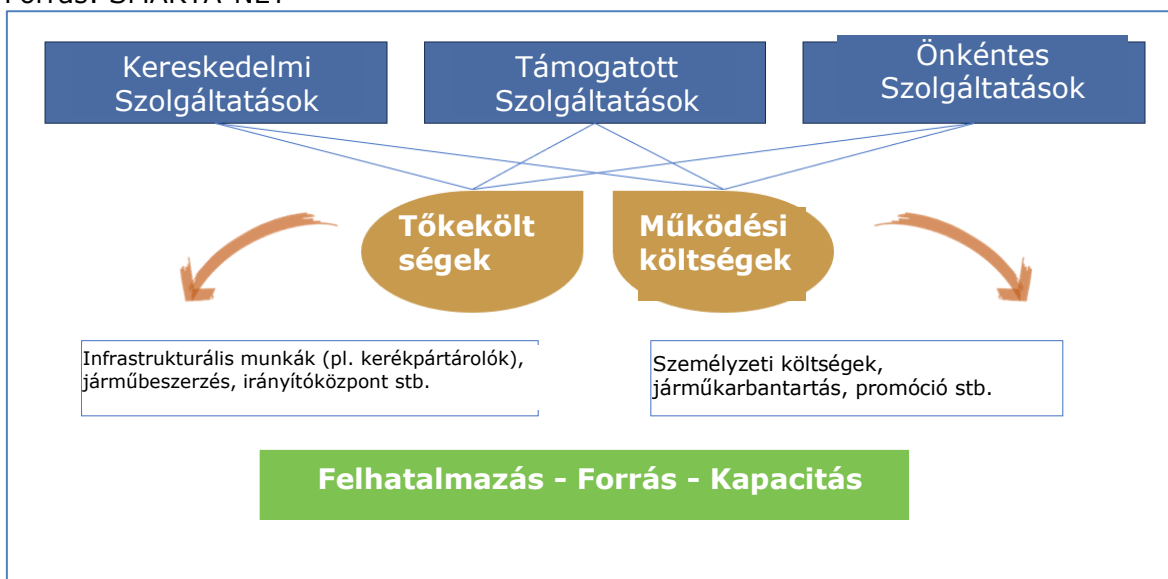 Kereskedelmi
Szolgáltatások
Támogatott
Szolgáltatások
Önkéntes
Szolgáltatások
Tőkekölt
ségek
Működési
költségek
Infrastrukturális munkák (pl. kerékpártárolók),
járműbeszerzés, irányítóközpont stb.
Személyzeti költségek,
járműkarbantartás, promóció stb.
Felhatalmazás - Forrás - Kapacitás